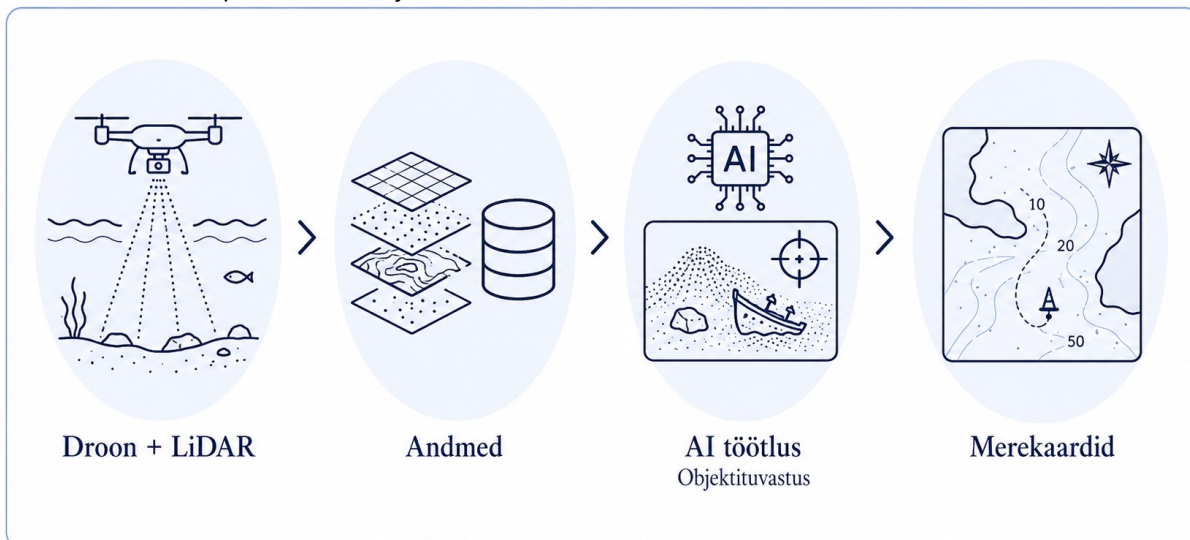 AI
10
20
50
Droon + LiDAR
Andmed
AI töötlus
Objektituvastus
Merekaardid